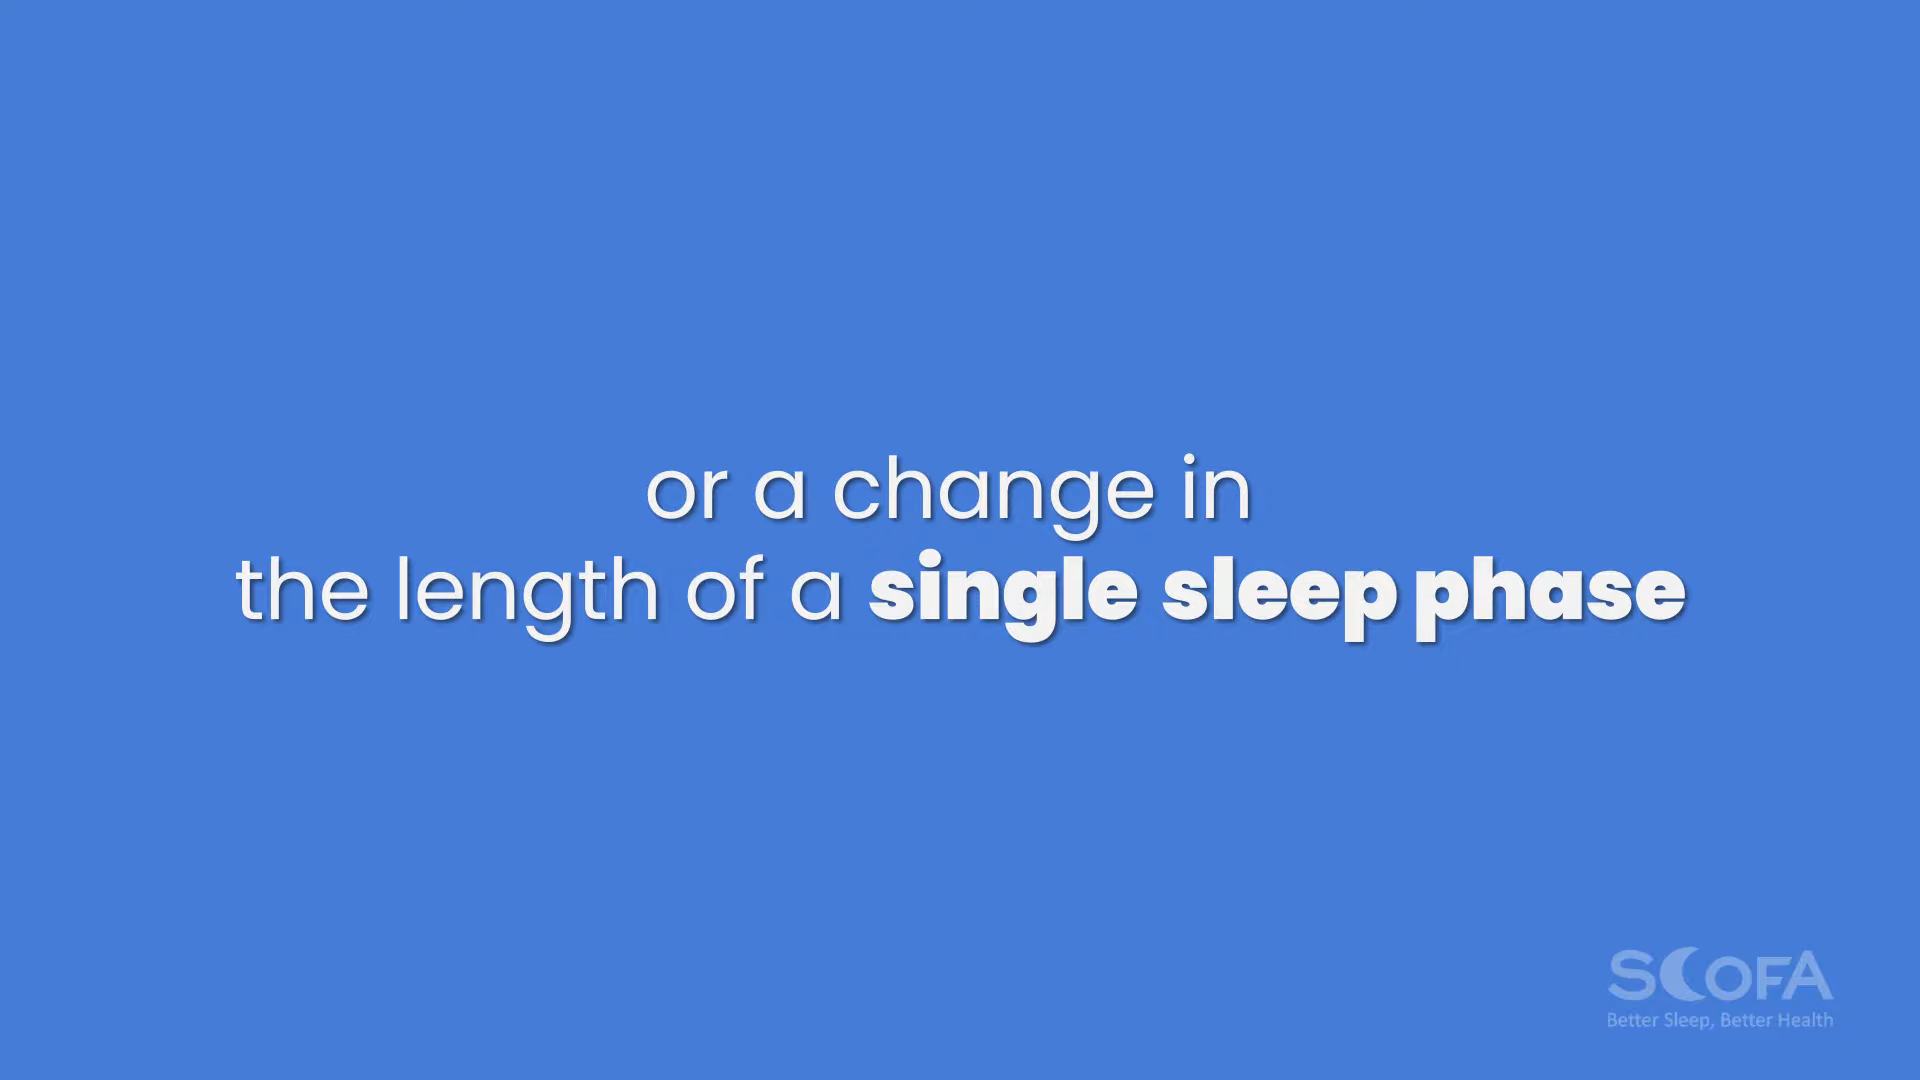 or a change in
the length of a single sleep phase
SCOFA
Better Sleep, Better Health